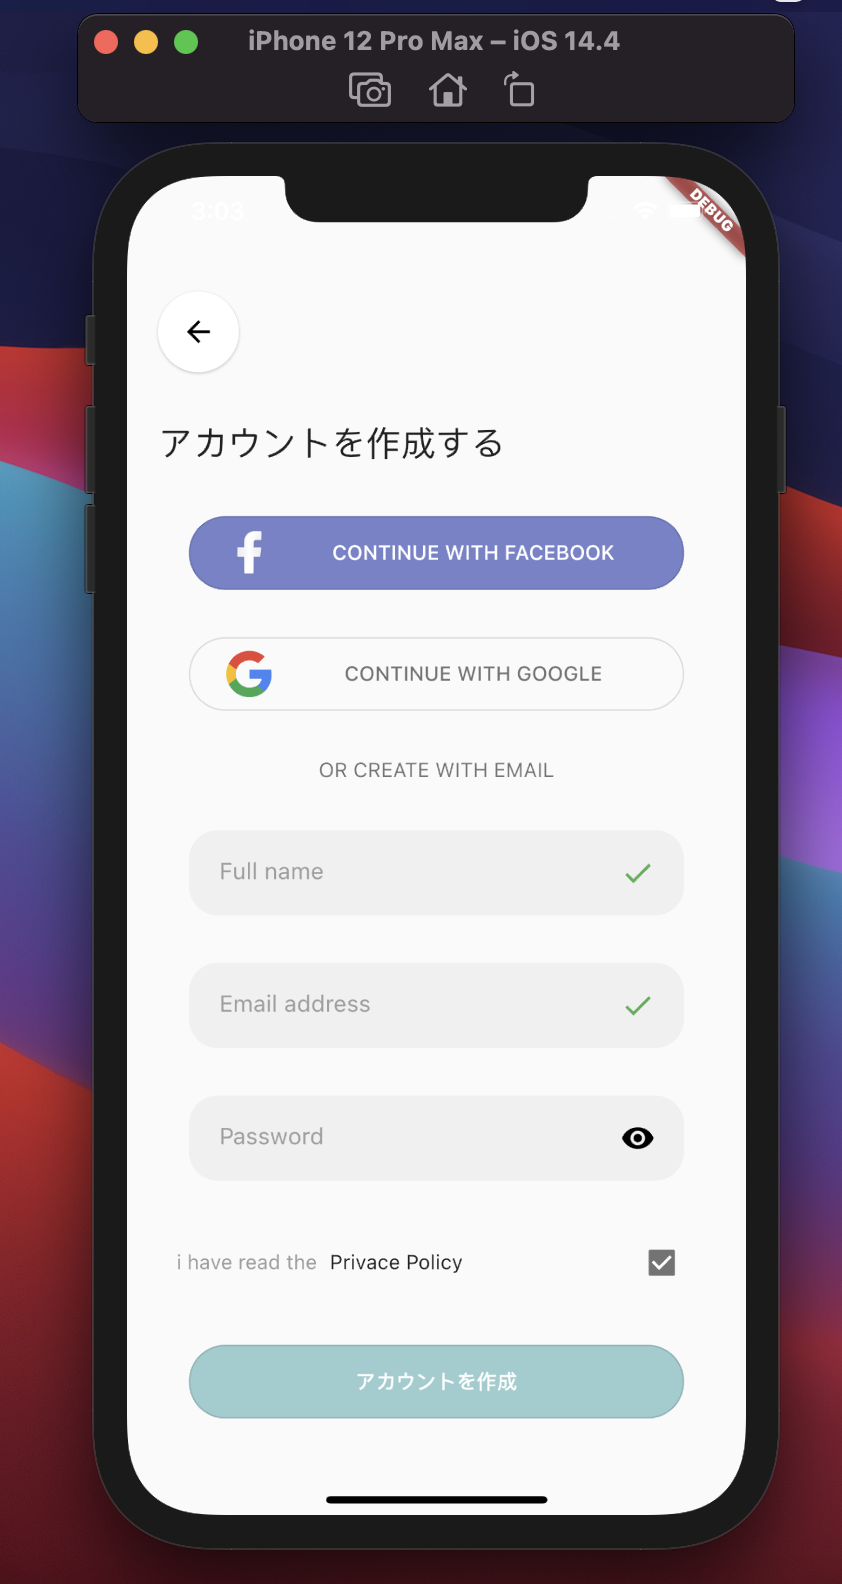 iPhone 12 Pro Max – iOS 14.4
3:03
DEBUG
アカウントを作成する
CONTINUE WITH FACEBOOK
CONTINUE WITH GOOGLE
OR CREATE WITH EMAIL
Full name
Email address
Password
i have read the Privace Policy
アカウントを作成